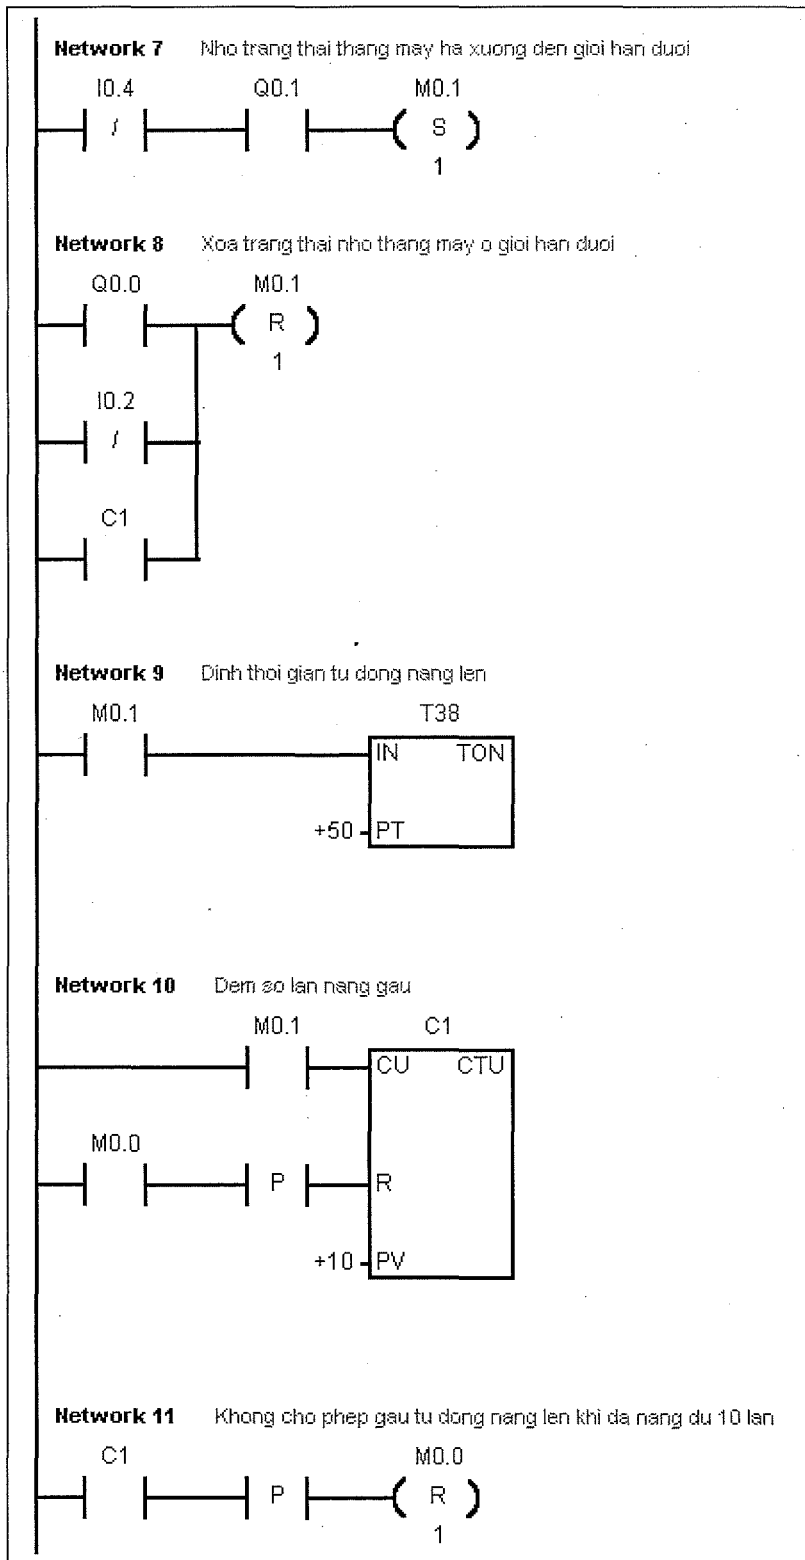 Network 7 Nho trang thai thang may ha xuong den gioi han duoi
I0.4 Q0.1 M0.1
/ S
1
Network 8 Xoa trang thai nho thang may o gioi han duoi
Q0.0 M0.1
R
1
I0.2
/
C1
Network 9 Dinh thoi gian tu dong nang len
M0.1 T38
IN TON
+50 PT
Network 10 Dem so lan nang gau
M0.1 C1
CU CTU
M0.0
P R
+10 PV
Network 11 Khong cho phep gau tu dong nang len khi da nang du 10 lan
C1 M0.0
P R
1